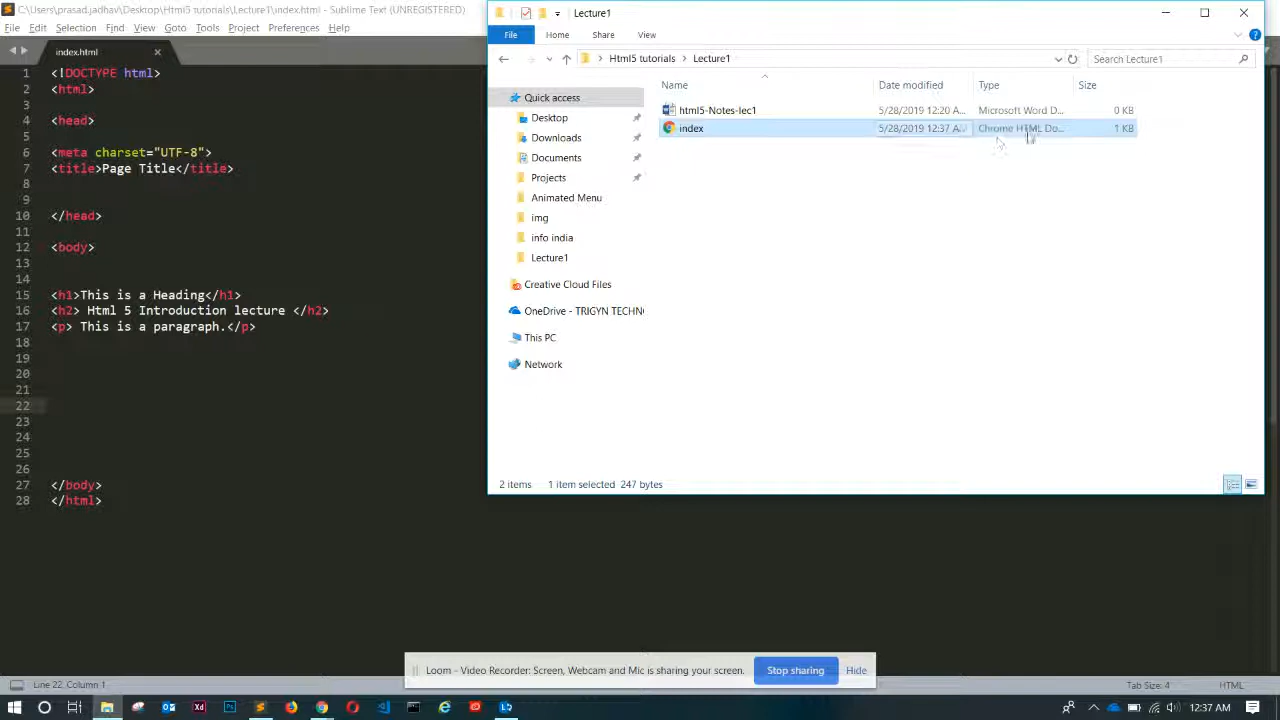 C:\Users\prasad.jadhav\Desktop\Html5 tutorials\Lecture1\index.html - Sublime Text (UNREGISTERED)
File Edit Selection Find View Goto Tools Project Preferences Help
index.html
1 <!DOCTYPE html>
2 <html>
3
4 <head>
5
6 <meta charset="UTF-8">
7 <title>Page Title</title>
8
9
10 </head>
11
12 <body>
13
14
15 <h1>This is a Heading</h1>
16 <h2> Html 5 Introduction lecture </h2>
17 <p> This is a paragraph.</p>
18
19
20
21
22
23
24
25
26
27 </body>
28 </html>
Lecture1
File Home Share View
Html5 tutorials > Lecture1
Search Lecture1
Quick access
Desktop
Downloads
Documents
Projects
Animated Menu
img
info india
Lecture1
Creative Cloud Files
OneDrive - TRIGYN TECHN
This PC
Network
Name Date modified Type Size
html5-Notes-lec1 5/28/2019 12:20 A... Microsoft Word D... 0 KB
index 5/28/2019 12:37 A... Chrome HTML Do... 1 KB
2 items 1 item selected 247 bytes
Loom - Video Recorder: Screen, Webcam and Mic is sharing your screen. Stop sharing Hide
Line 22, Column 1 Tab Size: 4 HTML
Xd Ps
12:37 AM